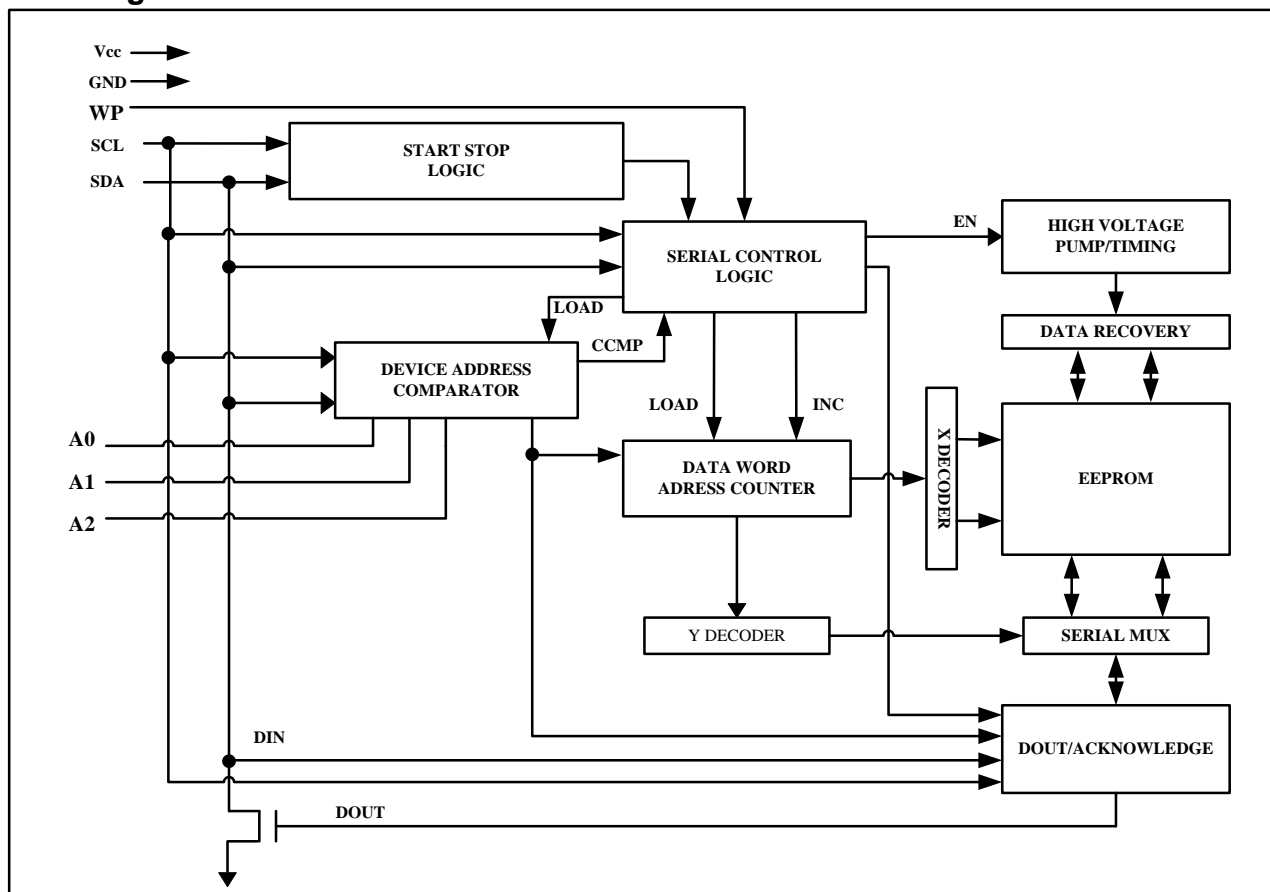 Vcc
GND
WP
SCL
SDA
START STOP
LOGIC
SERIAL CONTROL
LOGIC
EN
HIGH VOLTAGE
PUMP/TIMING
DATA RECOVERY
LOAD
CCMP
DEVICE ADDRESS
COMPARATOR
LOAD
INC
A0
A1
A2
DATA WORD
ADRESS COUNTER
X DECODER
EEPROM
Y DECODER
SERIAL MUX
DIN
DOUT/ACKNOWLEDGE
DOUT